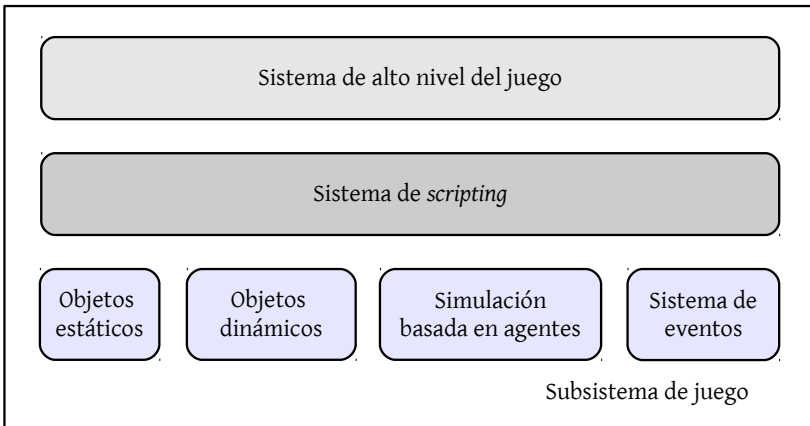 Sistema de alto nivel del juego
Sistema de scripting
Objetos
estáticos
Objetos
dinámicos
Simulación
basada en agentes
Sistema de
eventos
Subsistema de juego